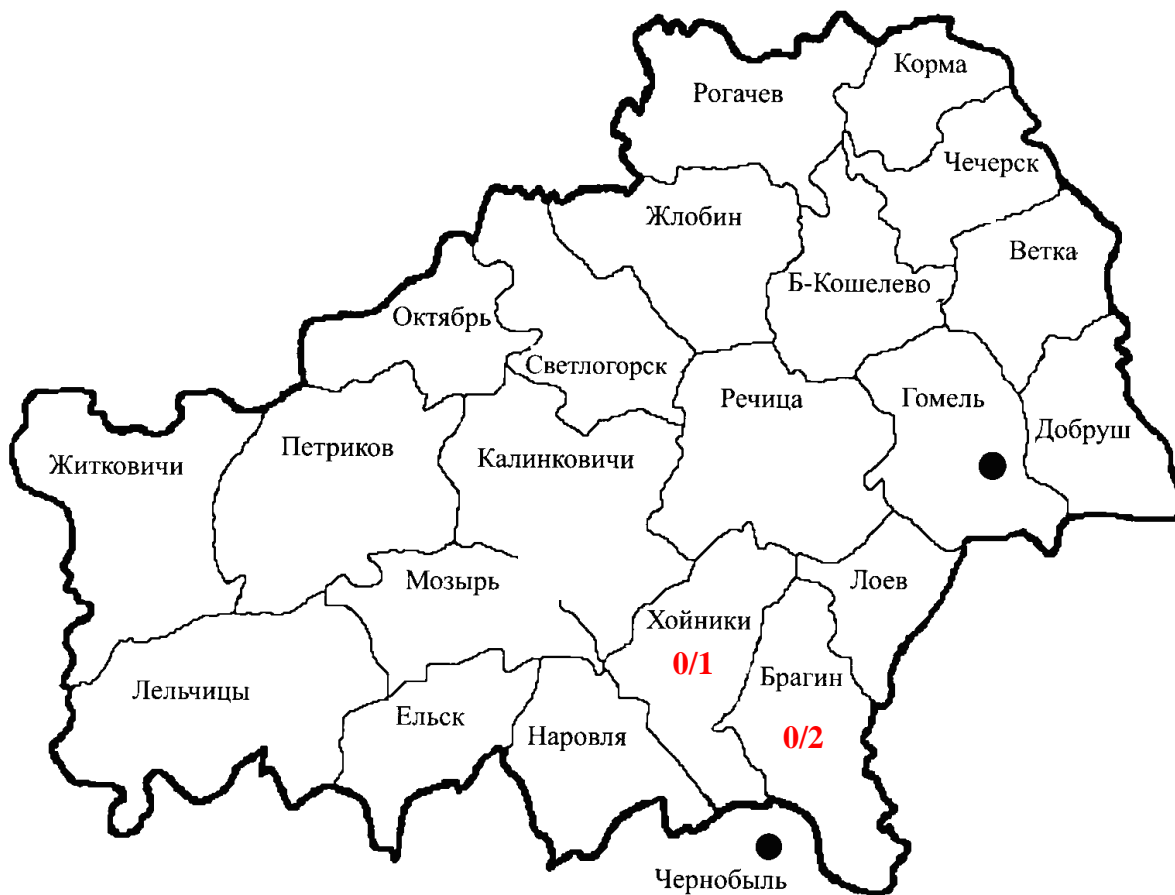 Корма
Рогачев
Чечерск
Жлобин
Ветка
Б-Кошелево
Октябрь
Светлогорск
Речица
Гомель
Добруш
Петриков
Житковичи
Калинковичи
Мозырь
Лоев
Хойники
0/1
Брагин
Лельчицы
Ельск
Наровля
0/2
Чернобыль